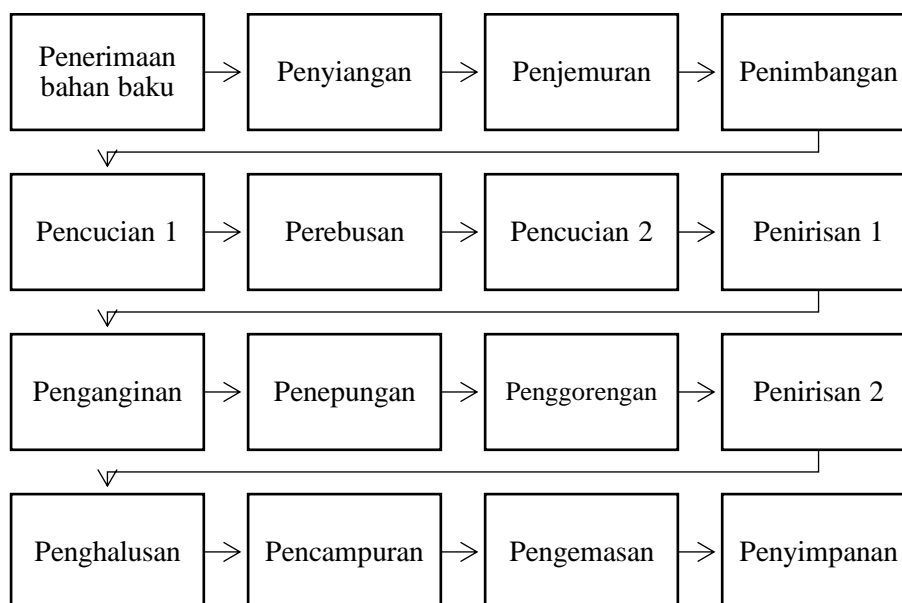 Penerimaan
bahan baku
Penyiangan
Penjemuran
Penimbangan
Pencucian 1
Perebusan
Pencucian 2
Penirisan 1
Penganginan
Penepungan
Penggorengan
Penirisan 2
Penghalusan
Pencampuran
Pengemasan
Penyimpanan